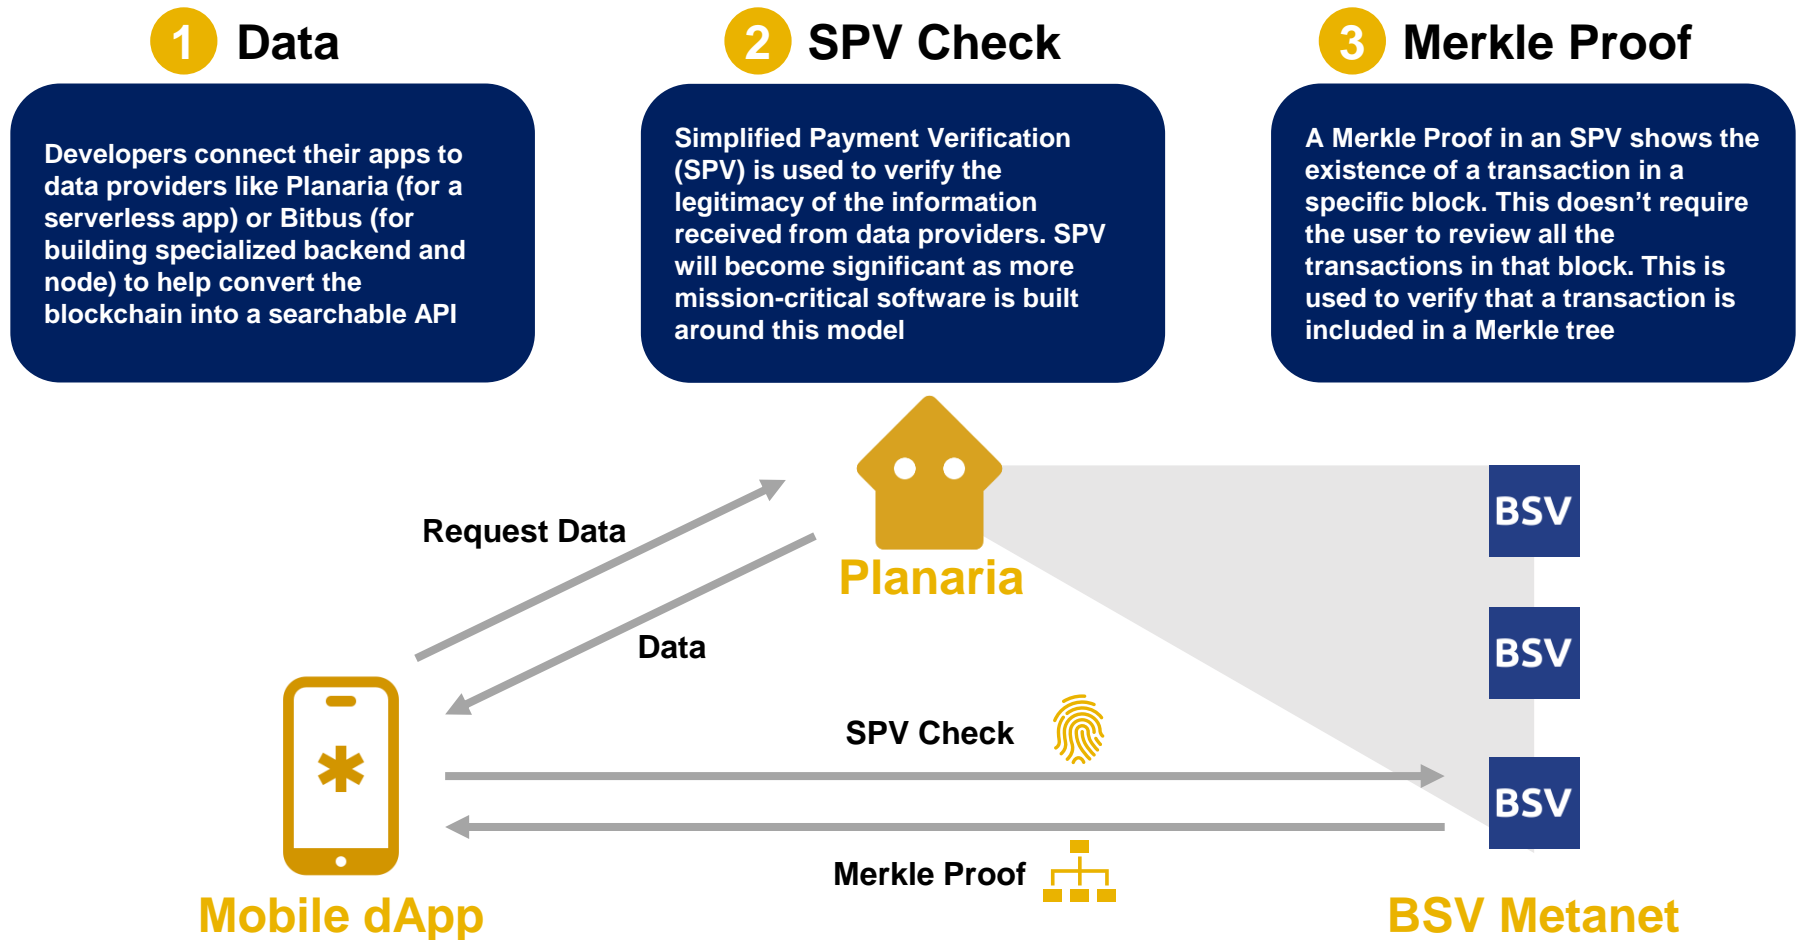 1 Data
Developers connect their apps to
data providers like Planaria (for a
serverless app) or Bitbus (for
building specialized backend and
node) to help convert the
blockchain into a searchable API
2 SPV Check
Simplified Payment Verification
(SPV) is used to verify the
legitimacy of the information
received from data providers. SPV
will become significant as more
mission-critical software is built
around this model
3 Merkle Proof
A Merkle Proof in an SPV shows the
existence of a transaction in a
specific block. This doesn’t require
the user to review all the
transactions in that block. This is
used to verify that a transaction is
included in a Merkle tree
Request Data
Planaria
Data
SPV Check
Merkle Proof
Mobile dApp
BSV
BSV
BSV
BSV Metanet